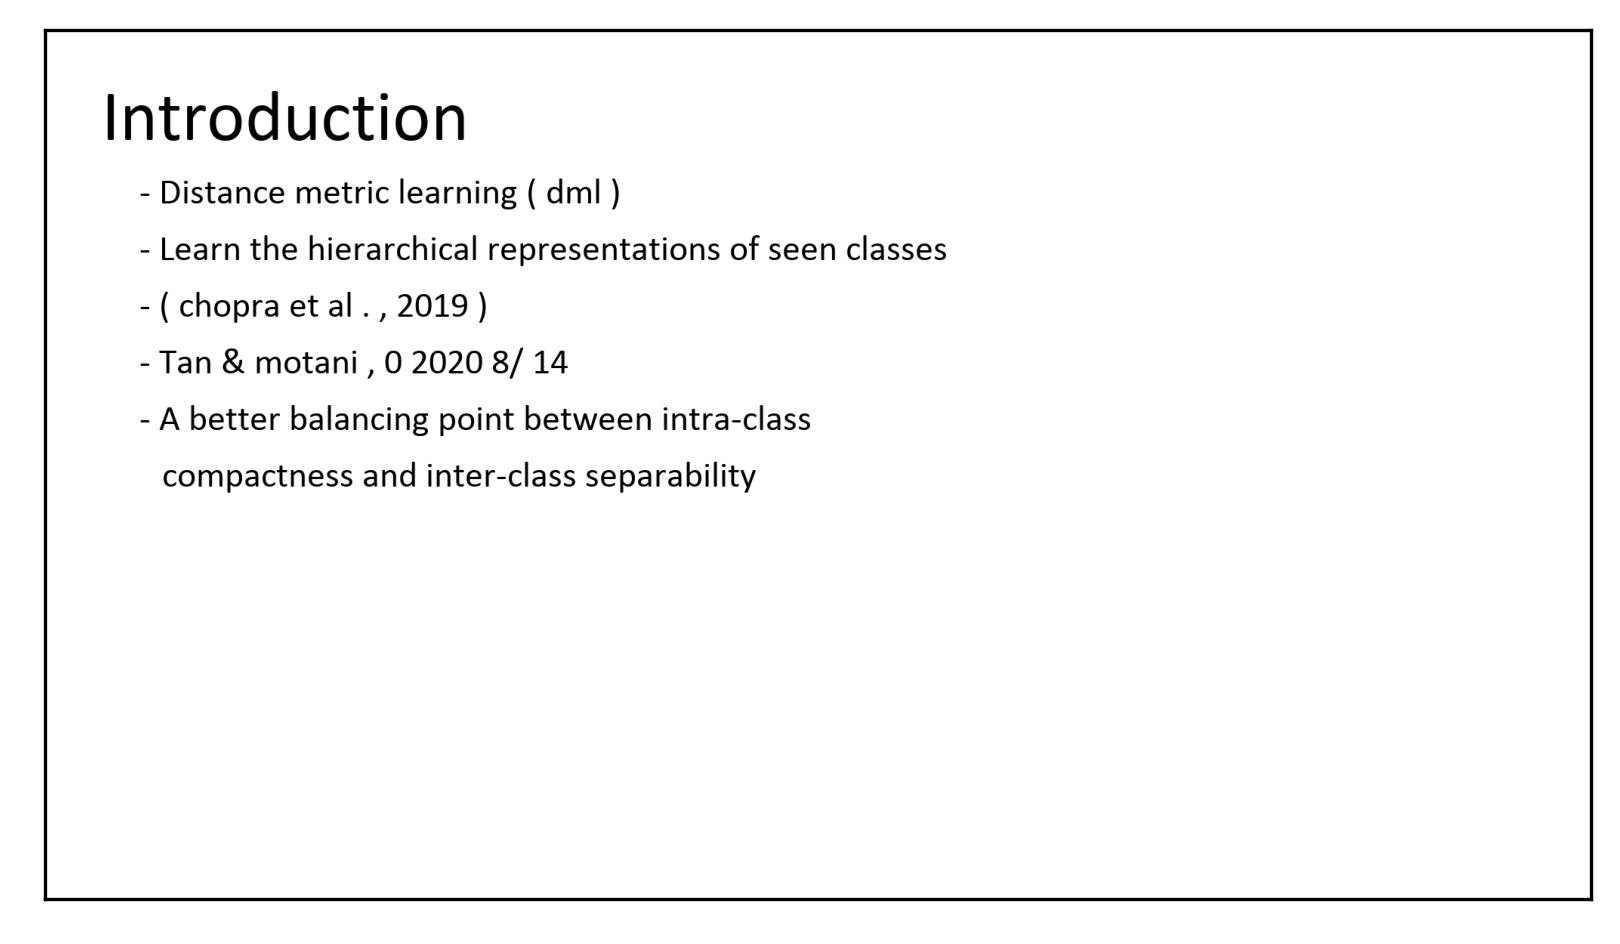 Introduction
- Distance metric learning ( dml )
- Learn the hierarchical representations of seen classes
- ( chopra et al . , 2019 )
- Tan & motani , 0 2020 8/ 14
- A better balancing point between intra-class
compactness and inter-class separability